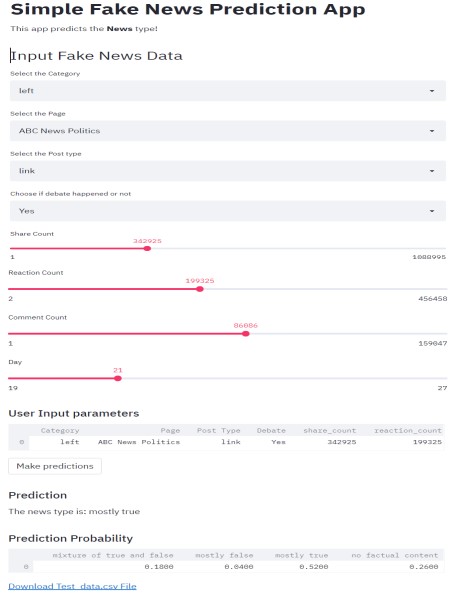 Simple Fake News Prediction App
This app predicts the News type!
Input Fake News Data
Select the Category
left
Select the Page
ABC News Politics
Select the Post type
link
Choose if debate happened or not
Yes
Share Count
342925
1 1088995
Reaction Count
199325
2 456458
Comment Count
86086
1 159047
Day
21
19 27
User Input parameters
Category Page Post Type Debate share_count reaction_count
0 left ABC News Politics link Yes 342925 199325
Make predictions
Prediction
The news type is: mostly true
Prediction Probability
mixture of true and false mostly false mostly true no factual content
0 0.1800 0.0400 0.5200 0.2600
Download Test_data.csv File